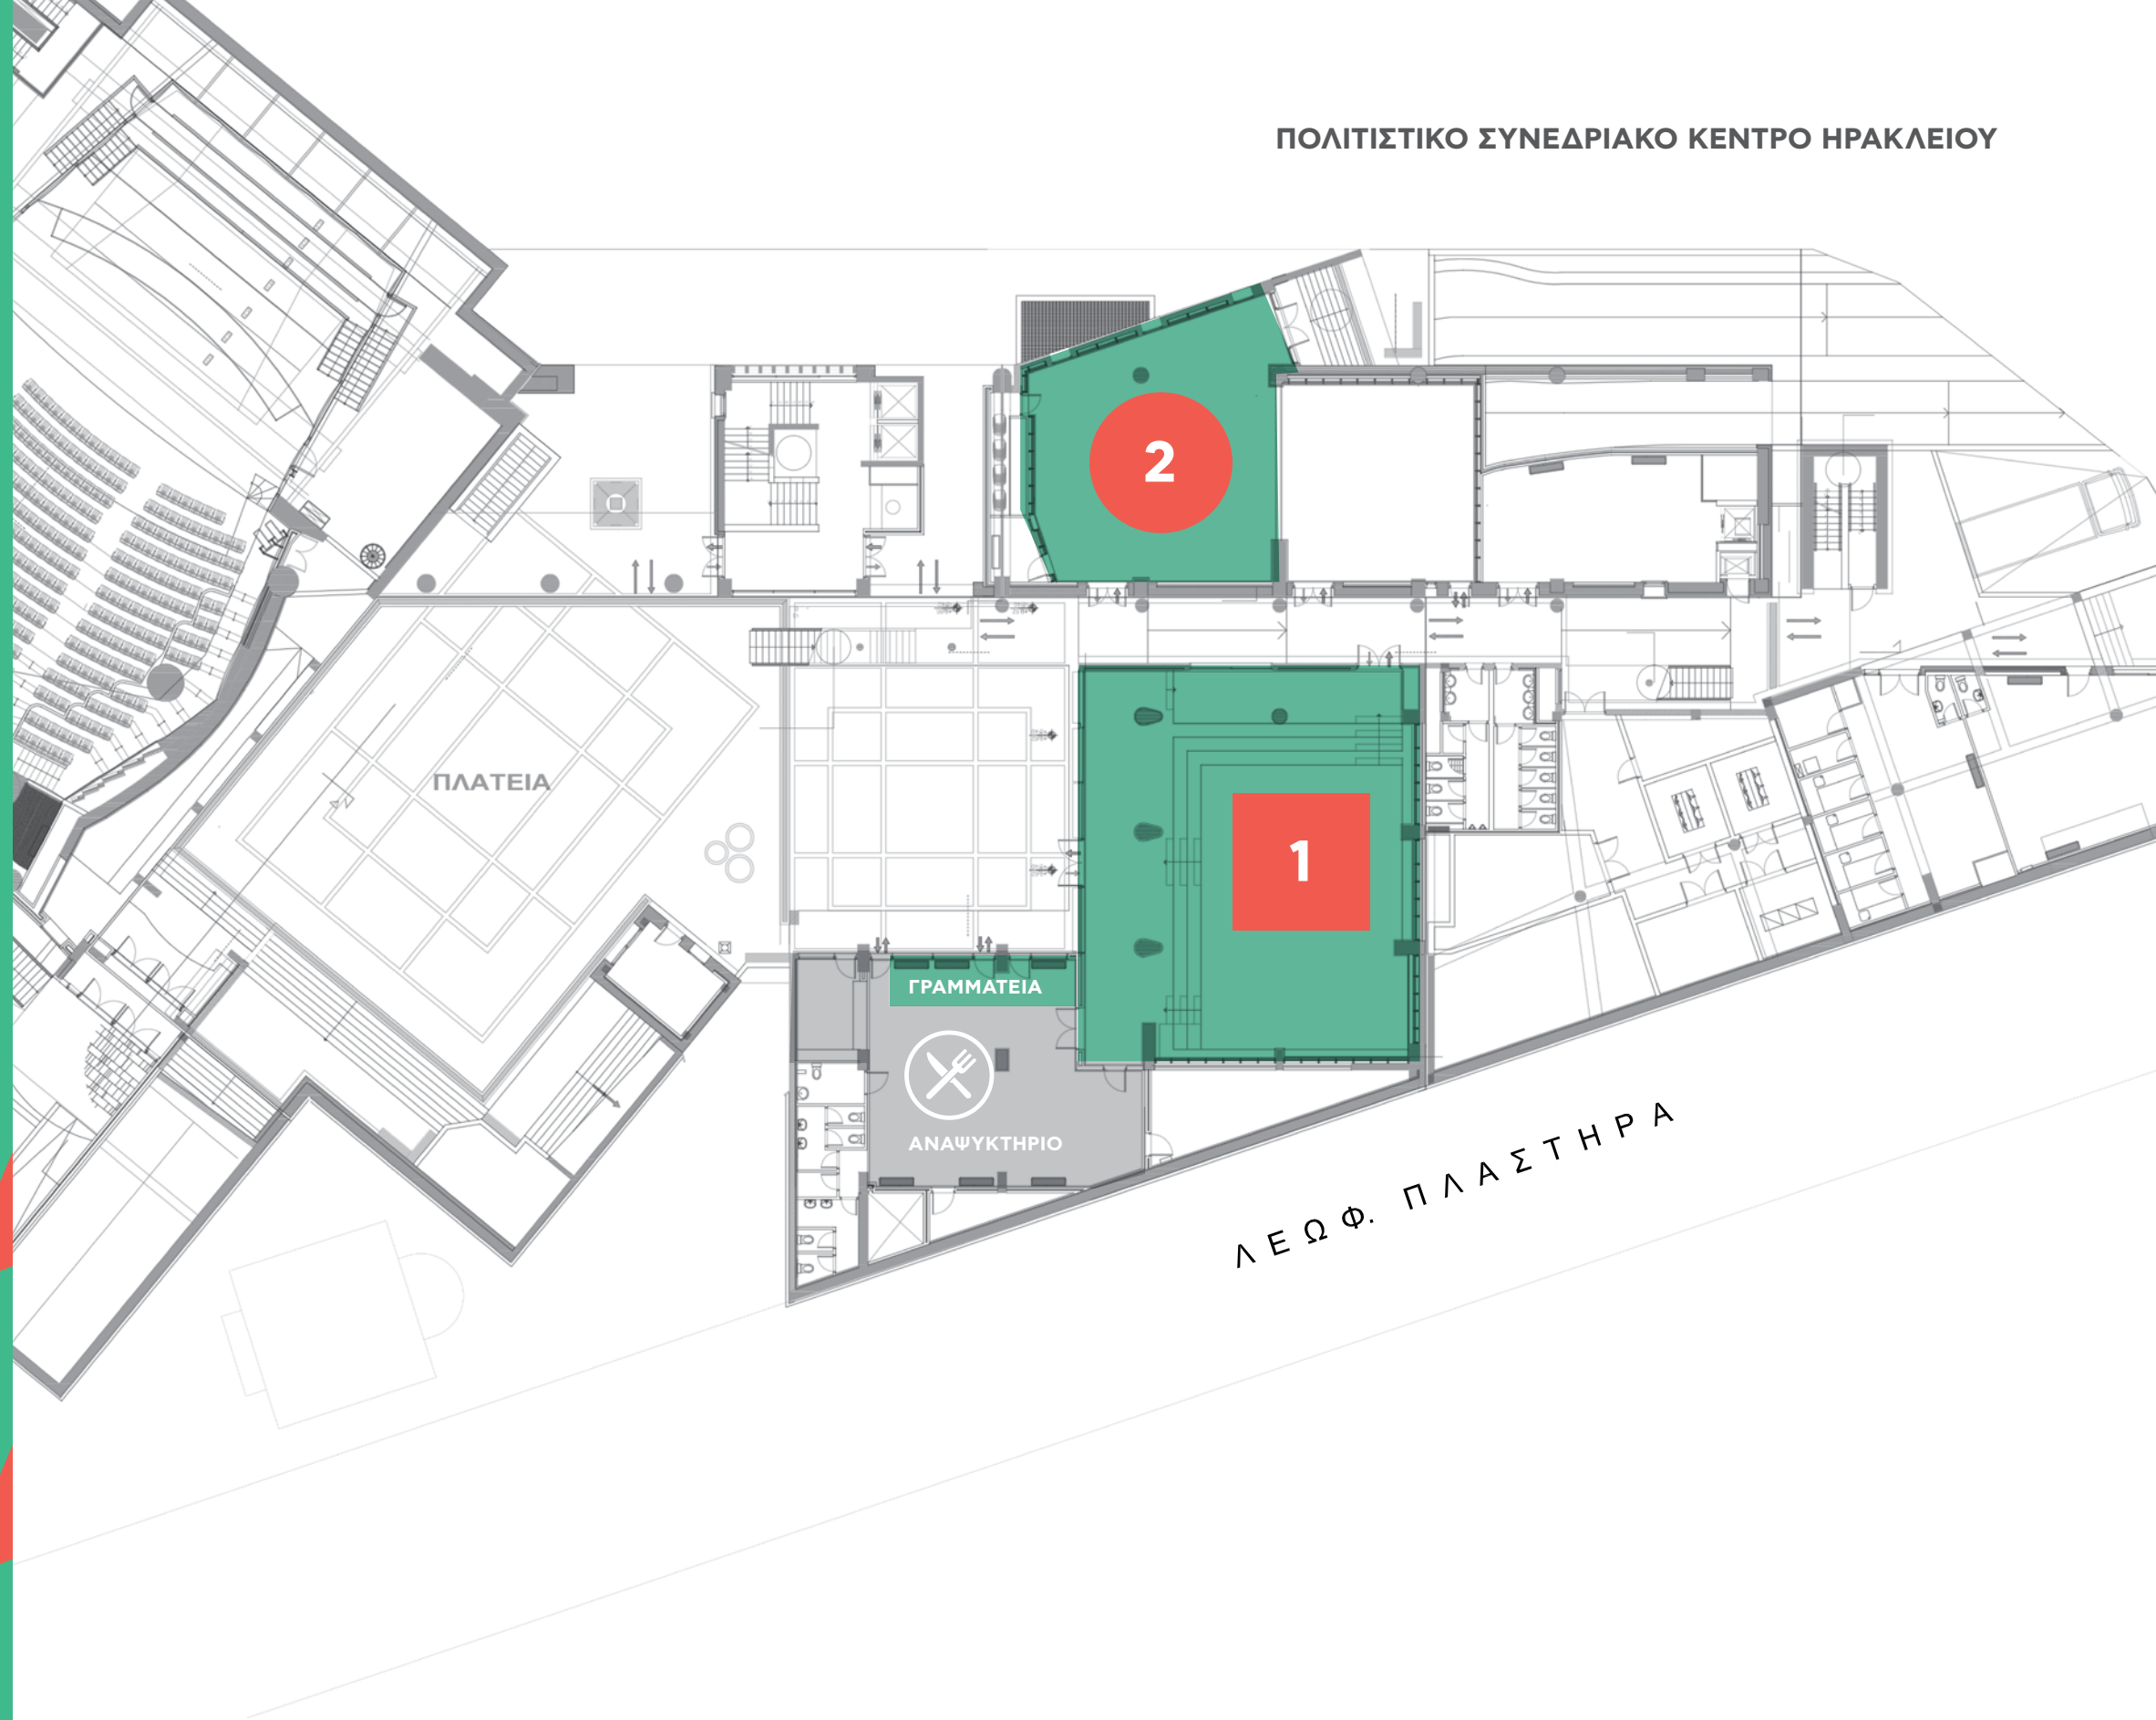 ΠΟΛΙΤΙΣΤΙΚΟ ΣΥΝΕΔΡΙΑΚΟ ΚΕΝΤΡΟ ΗΡΑΚΛΕΙΟΥ
2
ΠΛΑΤΕΙΑ
1
ΓΡΑΜΜΑΤΕΙΑ
ΑΝΑΨΥΚΤΗΡΙΟ
ΛΕΩΦ. ΠΛΑΣΤΗΡΑ